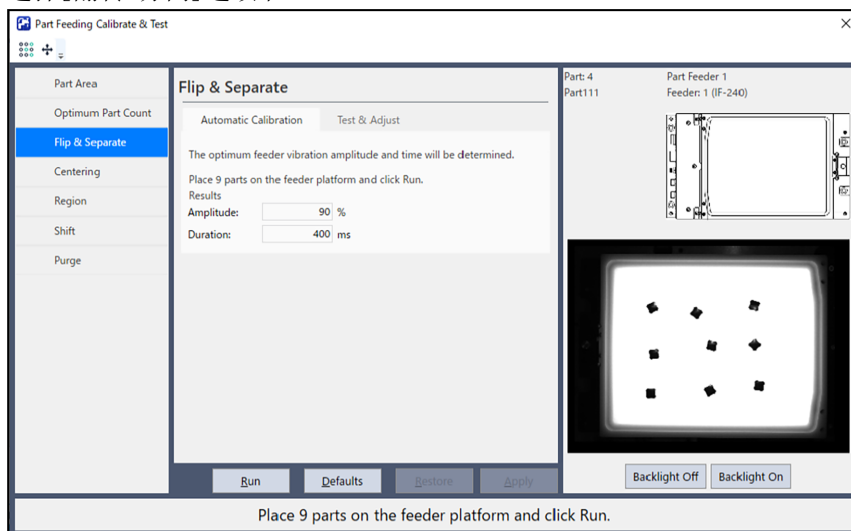 Part Feeding Calibrate & Test
Part Area
Optimum Part Count
Flip & Separate
Centering
Region
Shift
Purge
Flip & Separate
Automatic Calibration
Test & Adjust
The optimum feeder vibration amplitude and time will be determined.
Place 9 parts on the feeder platform and click Run.
Results
Amplitude: 90 %
Duration: 400 ms
Run
Defaults
Restore
Apply
Part: 4
Part111
Part Feeder 1
Feeder: 1 (IF-240)
Backlight Off
Backlight On
Place 9 parts on the feeder platform and click Run.